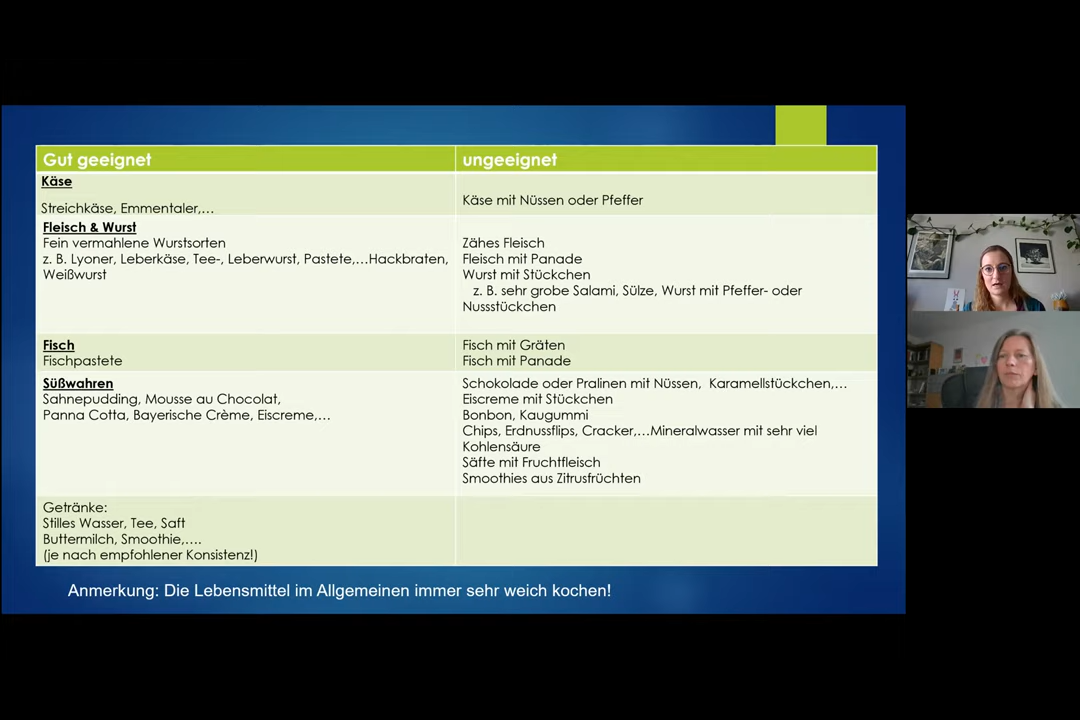 Gut geeignet
ungeeignet
Käse
Streichkäse, Emmentaler,…
Käse mit Nüssen oder Pfeffer
Fleisch & Wurst
Fein vermahlene Wurstsorten
z. B. Lyoner, Leberkäse, Tee-, Leberwurst, Pastete,…Hackbraten,
Weißwurst
Zähes Fleisch
Fleisch mit Panade
Wurst mit Stückchen
z. B. sehr grobe Salami, Sülze, Wurst mit Pfeffer- oder
Nussstückchen
Fisch
Fischpastete
Fisch mit Gräten
Fisch mit Panade
Süßwahren
Sahnepudding, Mousse au Chocolat,
Panna Cotta, Bayerische Crème, Eiscreme,…
Schokolade oder Pralinen mit Nüssen, Karamellstückchen,…
Eiscreme mit Stückchen
Bonbon, Kaugummi
Chips, Erdnussflips, Cracker,…Mineralwasser mit sehr viel
Kohlensäure
Säfte mit Fruchtfleisch
Smoothies aus Zitrusfrüchten
Getränke:
Stilles Wasser, Tee, Saft
Buttermilch, Smoothie,….
(je nach empfohlener Konsistenz!)
Anmerkung: Die Lebensmittel im Allgemeinen immer sehr weich kochen!